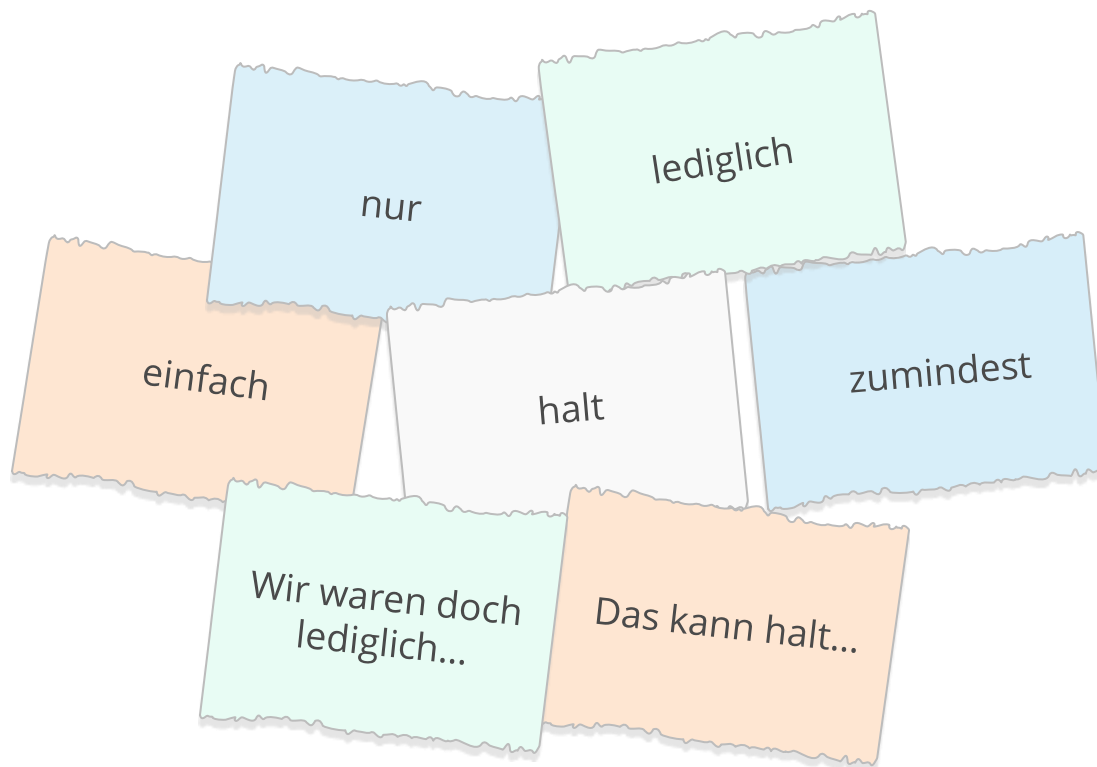 lediglich
nur
einfach
halt
zumindest
Wir waren doch
lediglich...
Das kann halt...